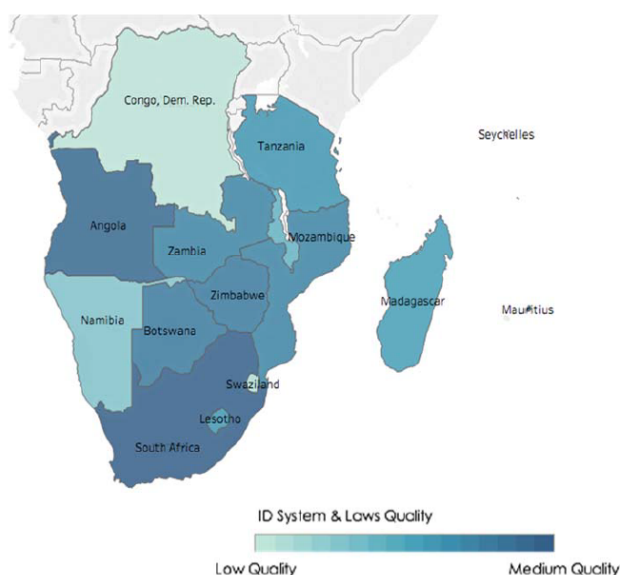 Congo, Dem. Rep.
Seychelles
Tanzania
Angola
Mozambique
Zambia
Zimbabwe
Madagascar
Mauritius
Namibia
Botswana
Swaziland
Lesotho
South Africa
ID System & Laws Quality
Low Quality
Medium Quality